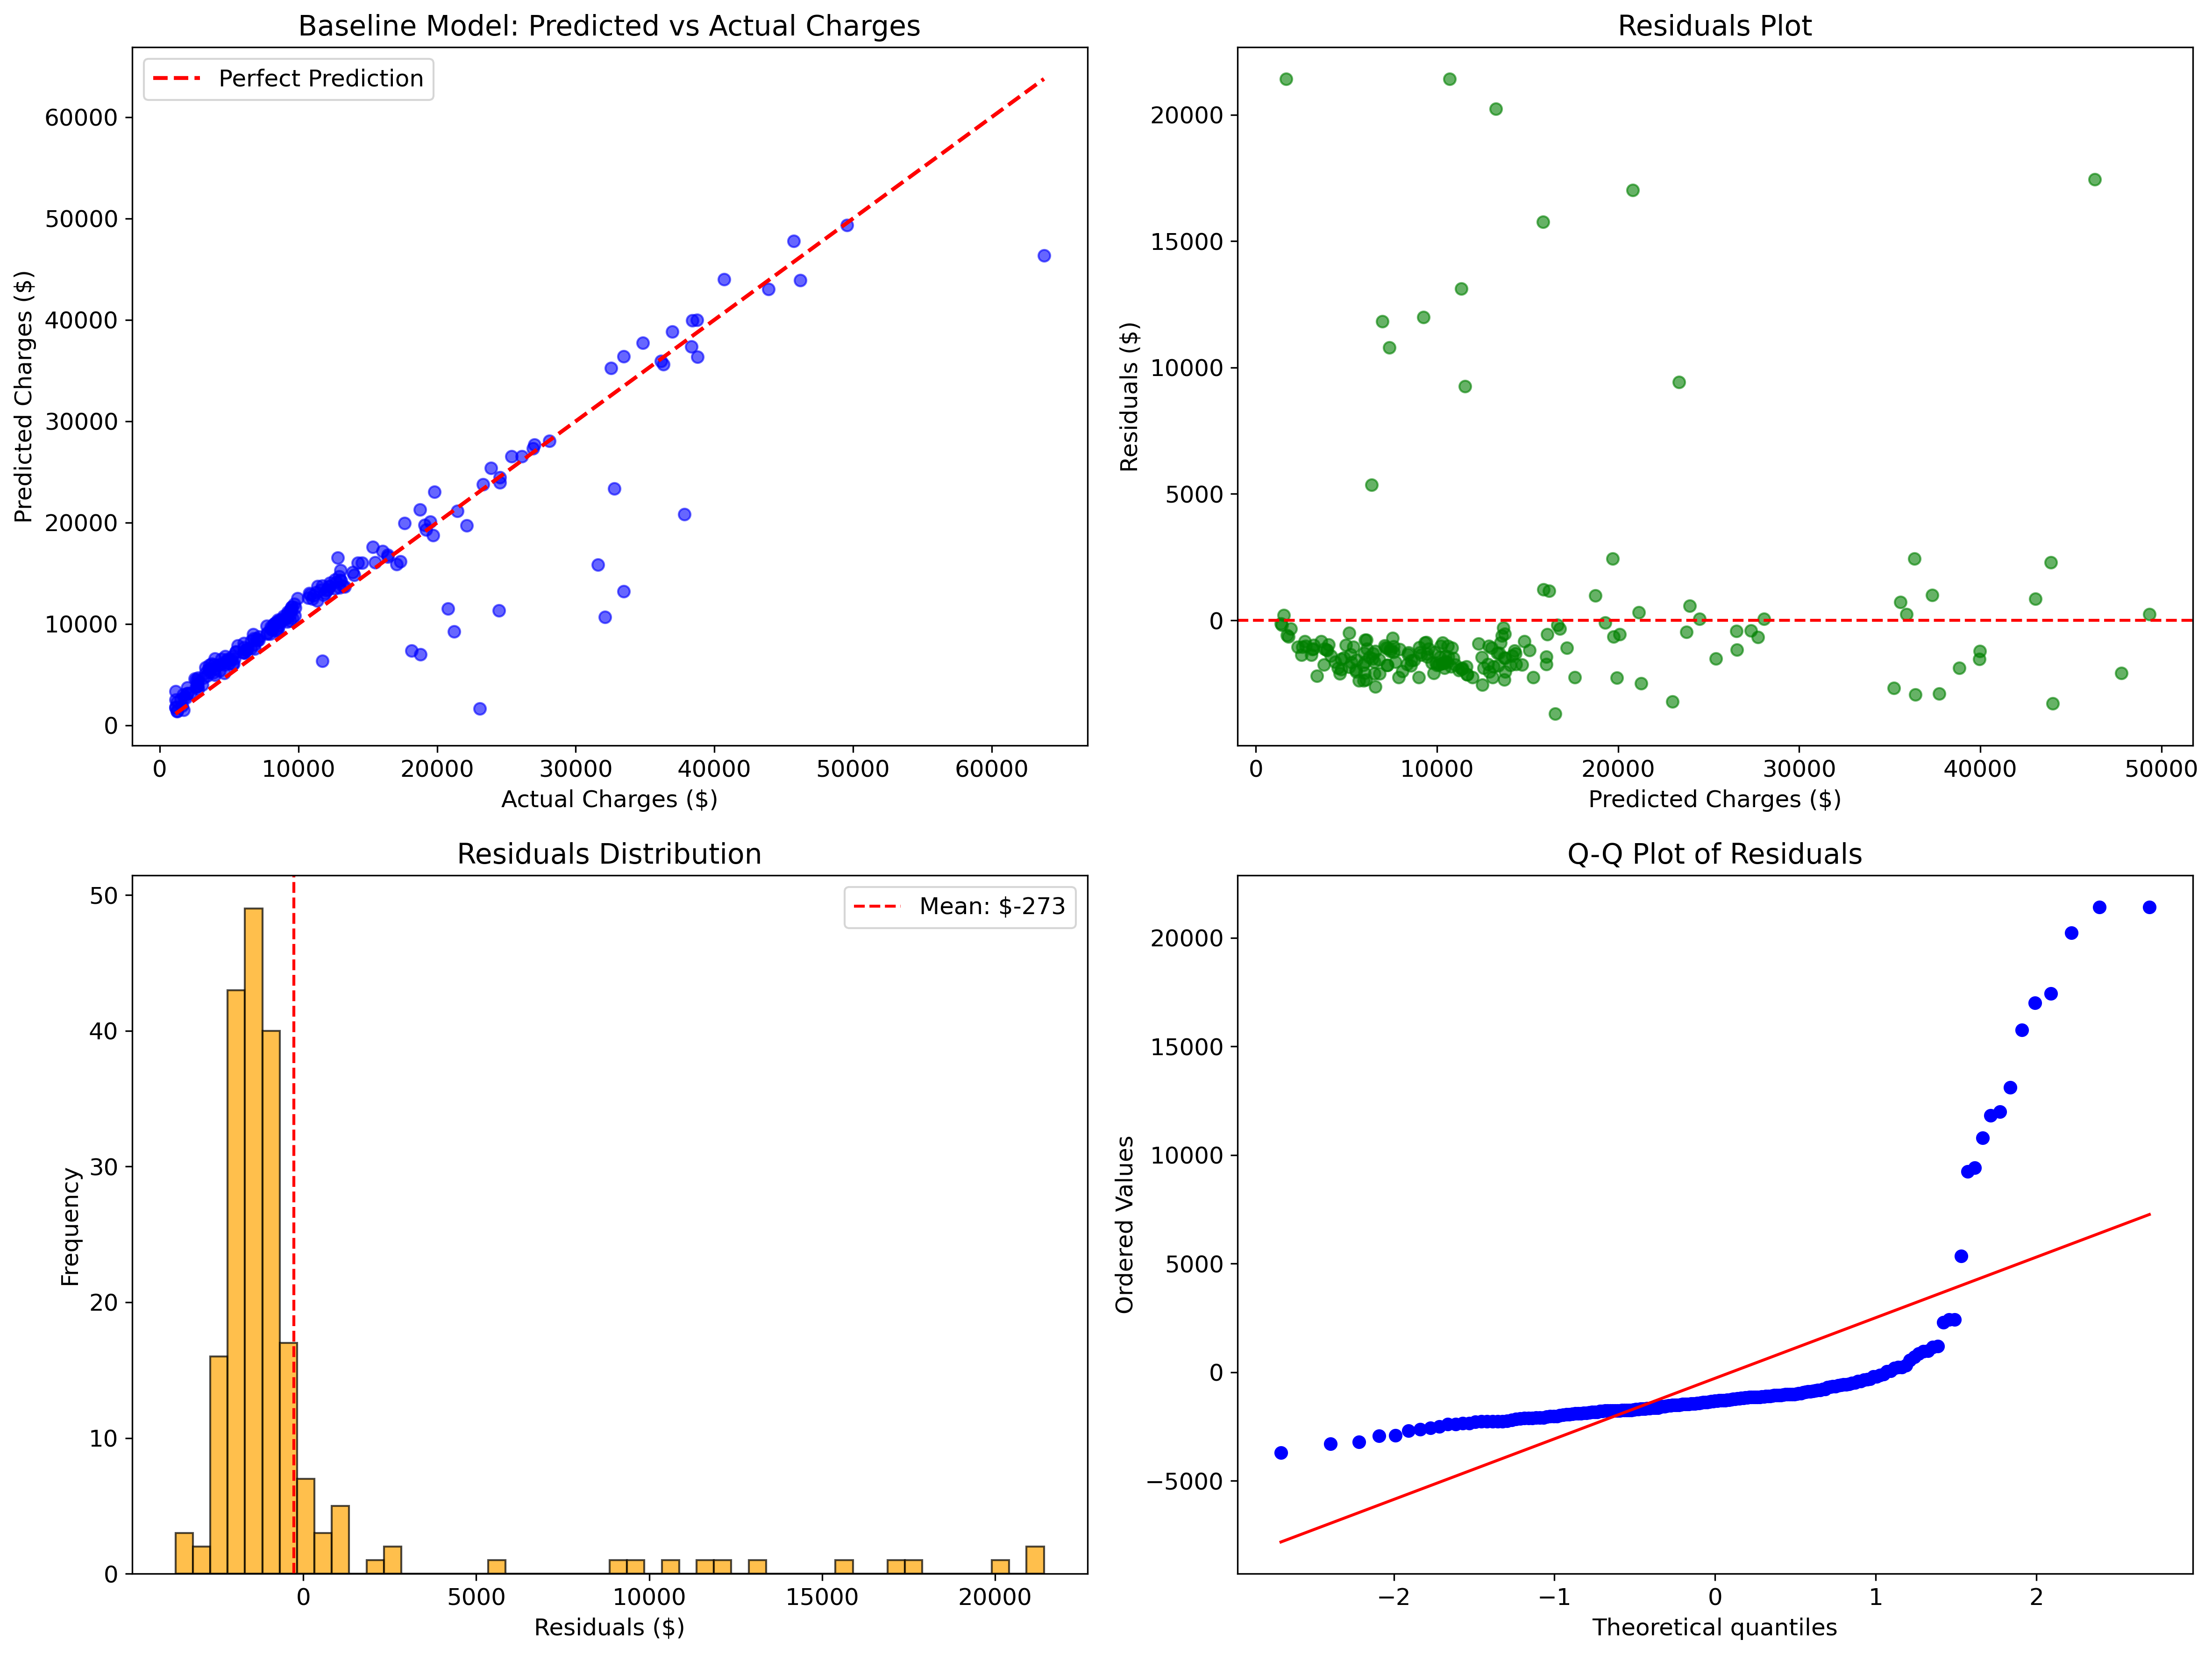 Baseline Model: Predicted vs Actual Charges
Perfect Prediction
Predicted Charges ($)
60000
50000
40000
30000
20000
10000
0
0 10000 20000 30000 40000 50000 60000
Actual Charges ($)
Residuals Plot
Residuals ($)
20000
15000
10000
5000
0
0 10000 20000 30000 40000 50000
Predicted Charges ($)
Residuals Distribution
Mean: $-273
Frequency
50
40
30
20
10
0
0 5000 10000 15000 20000
Residuals ($)
Q-Q Plot of Residuals
Ordered Values
20000
15000
10000
5000
0
−5000
−2 −1 0 1 2
Theoretical quantiles